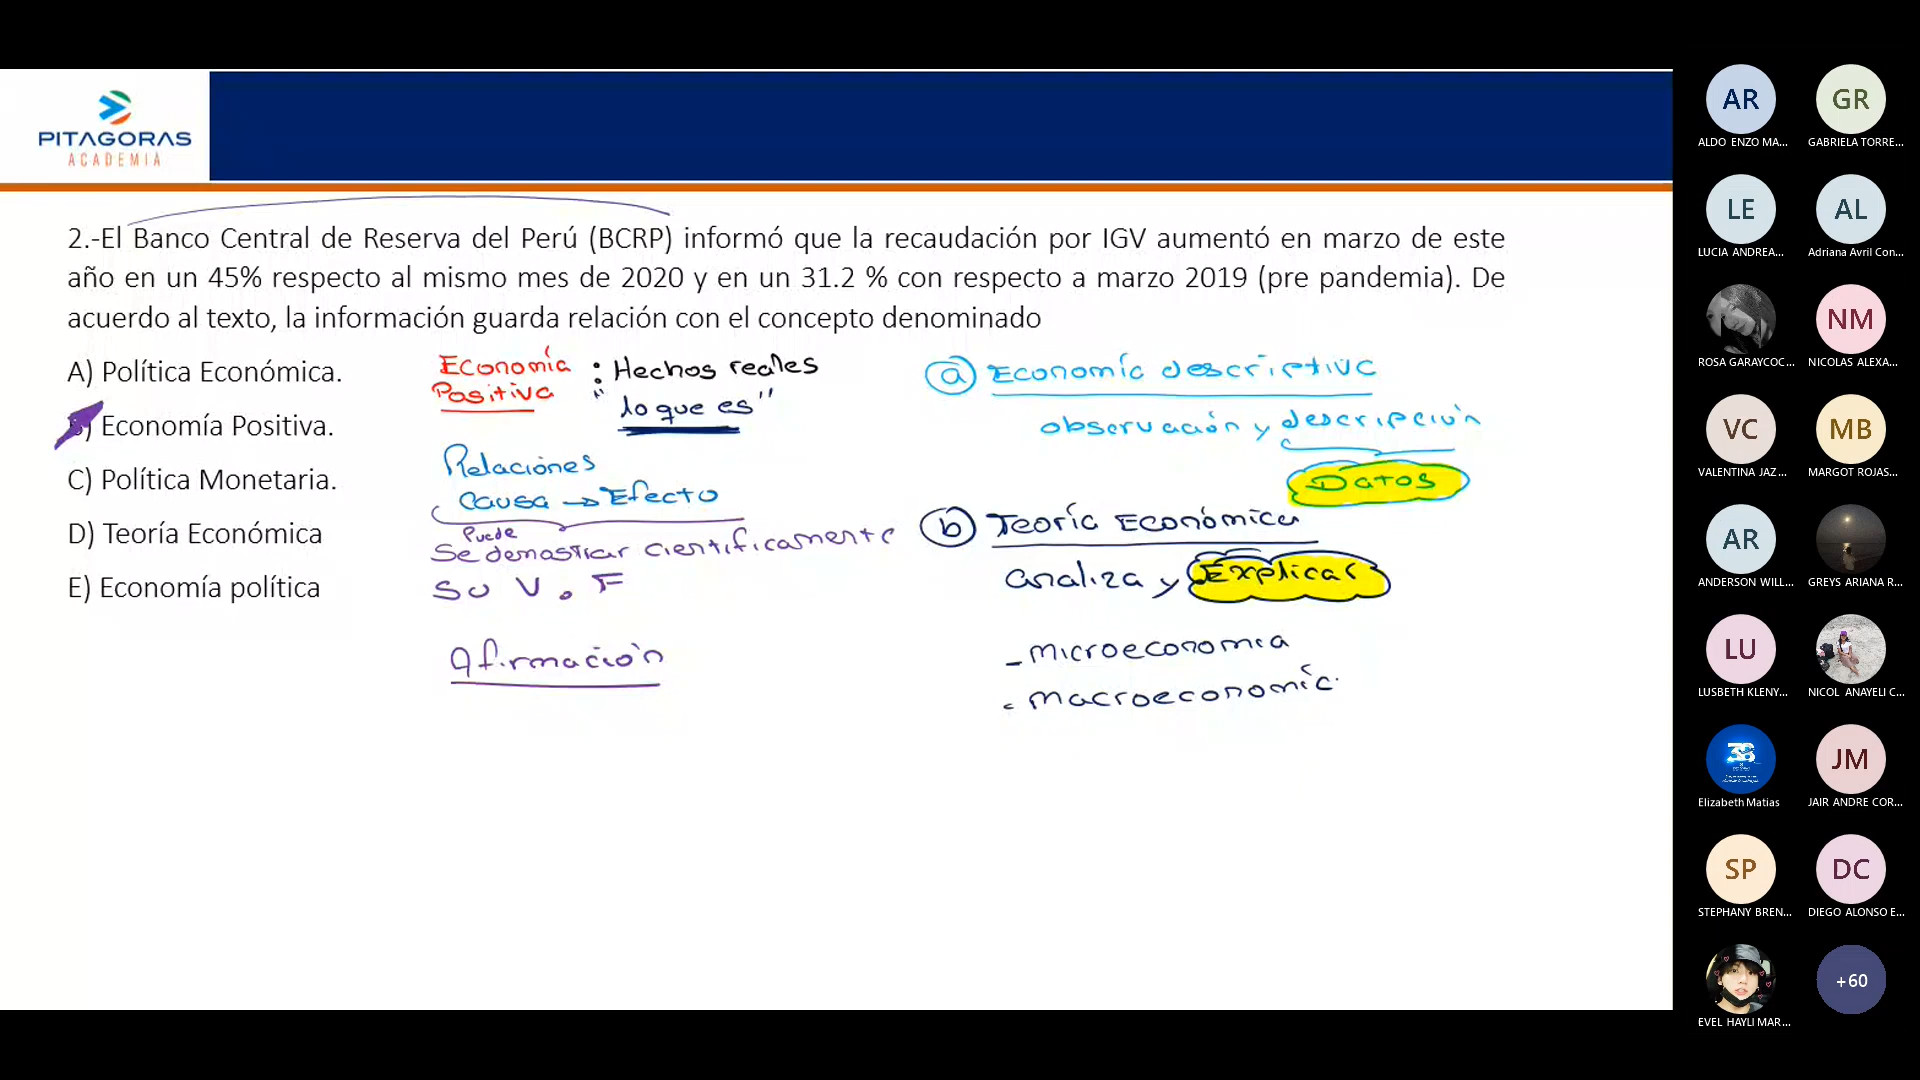 PITAGORAS
ACADEMIA
2.-El Banco Central de Reserva del Perú (BCRP) informó que la recaudación por IGV aumentó en marzo de este
año en un 45% respecto al mismo mes de 2020 y en un 31.2 % con respecto a marzo 2019 (pre pandemia). De
acuerdo al texto, la información guarda relación con el concepto denominado
A) Política Económica.
B) Economía Positiva.
C) Política Monetaria.
D) Teoría Económica
E) Economía política
Economía
Positiva
: Hechos reales
"lo que es"
Relaciones
Causa → Efecto
Puede
Se demostrar cientificamente
su V o F
Afirmación
a) Economía descriptiva
observación y descripción
Datos
b) Teoría Económica
analiza y Explicar
- microeconomia
- macroeconomía
AR
ALDO ENZO MA...
GR
GABRIELA TORRE...
LE
LUCIA ANDREA...
AL
Adriana Avril Con...
ROSA GARAYCOC...
NM
NICOLAS ALEXA...
VC
VALENTINA JAZ...
MB
MARGOT ROJAS...
AR
ANDERSON WILL...
GREYS ARIANA R...
LU
LUSBETH KLENY...
NICOL ANAYELI C...
38
Elizabeth Matias
JM
JAIR ANDRE COR...
SP
STEPHANY BREN...
DC
DIEGO ALONSO E...
EVEL HAYLI MAR...
+60